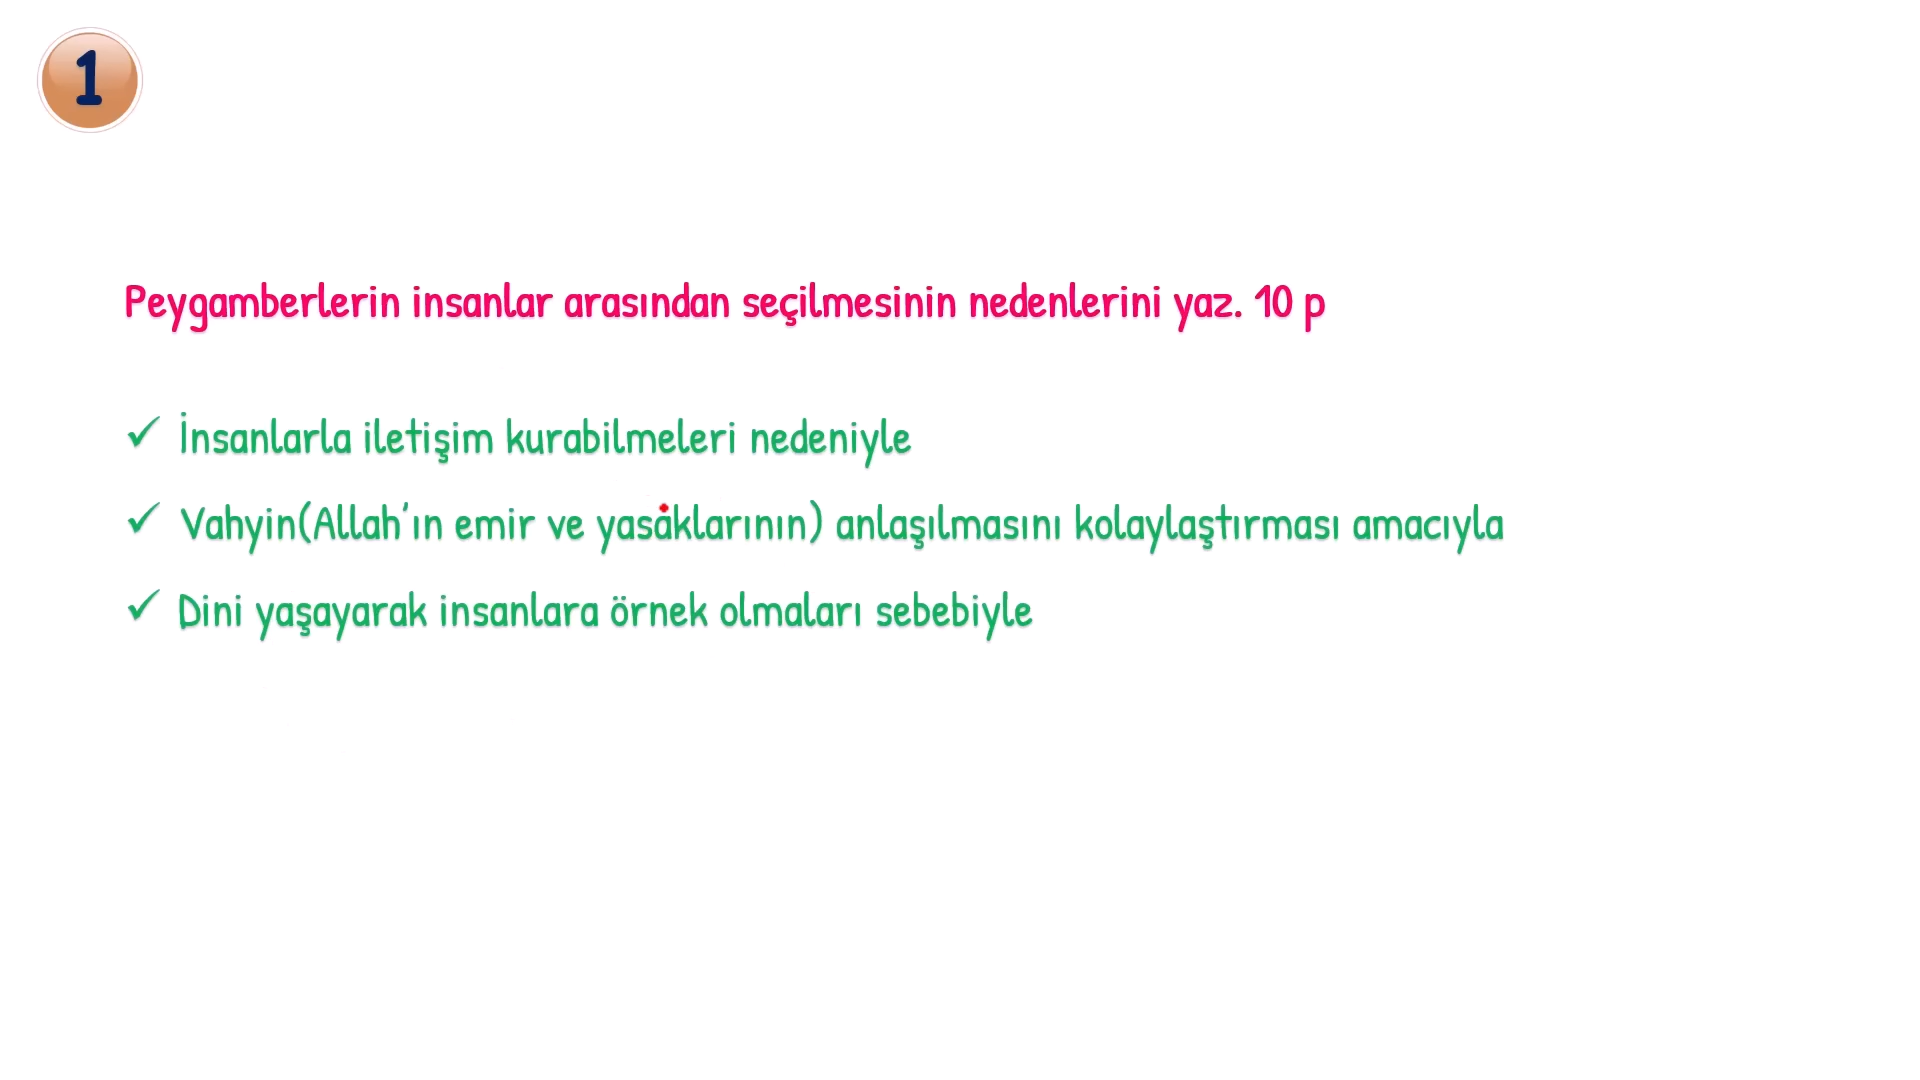 1
Peygamberlerin insanlar arasından seçilmesinin nedenlerini yaz. 10 p
✓ İnsanlarla iletişim kurabilmeleri nedeniyle
✓ Vahyin(Allah'ın emir ve yasaklarının) anlaşılmasını kolaylaştırması amacıyla
✓ Dini yaşayarak insanlara örnek olmaları sebebiyle